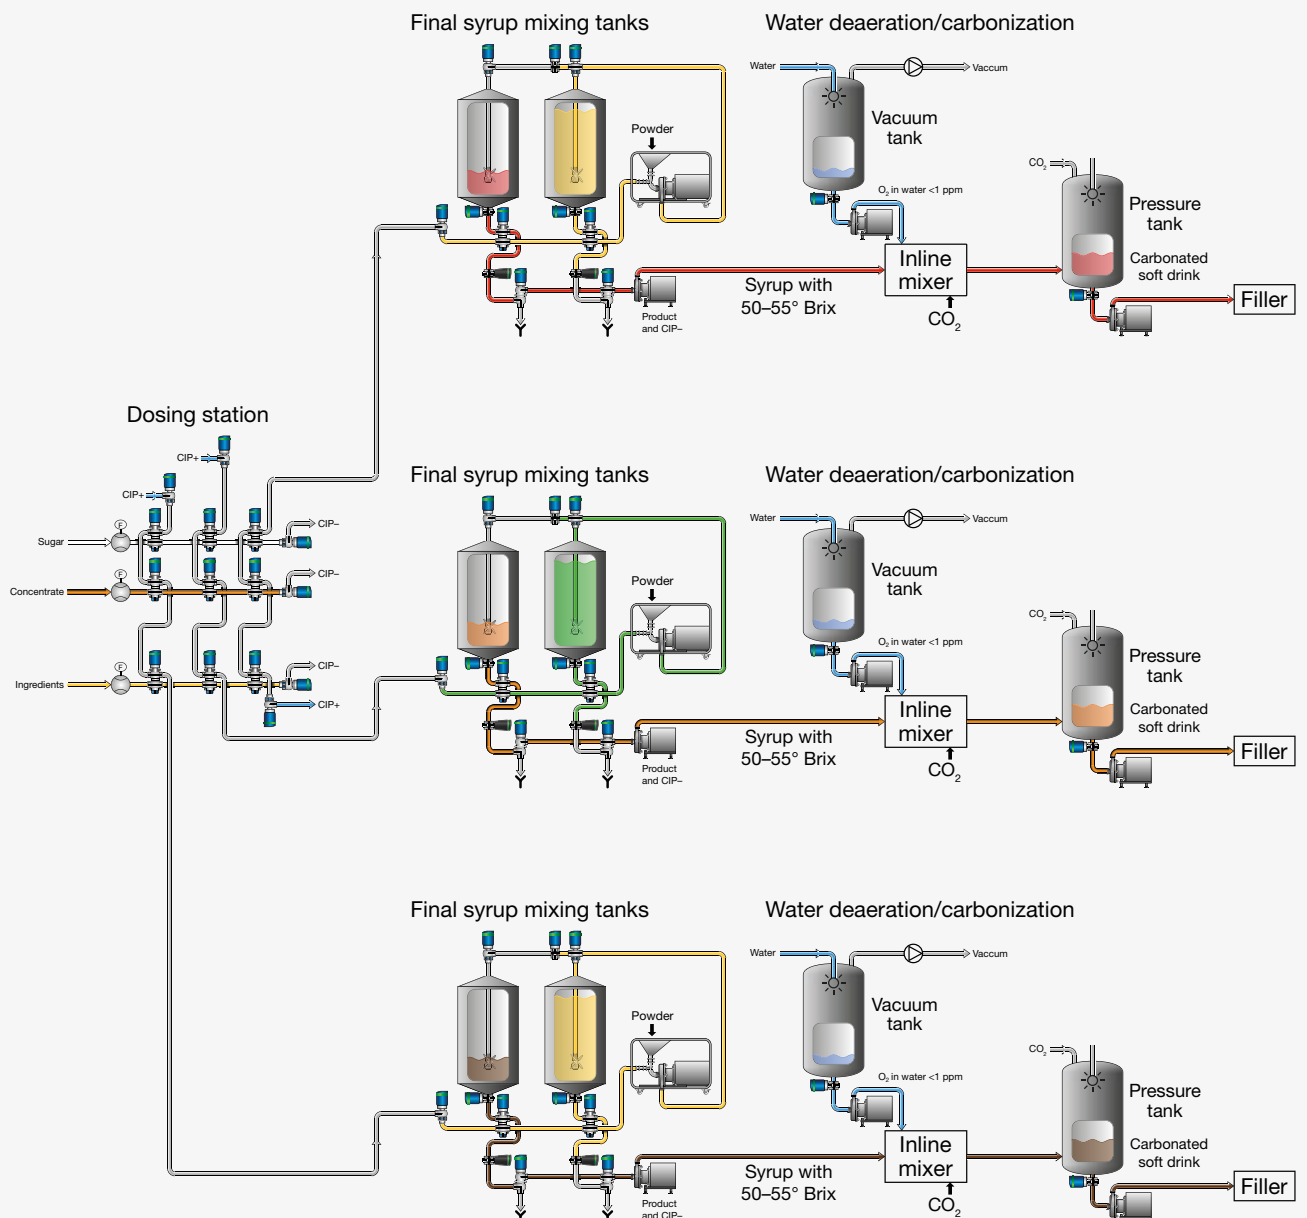 Final syrup mixing tanks
Water deaeration/carbonization
Water
Vaccum
Vacuum
tank
Powder
CO2
O2 in water <1 ppm
Pressure
tank
Inline
mixer
Carbonated
soft drink
Syrup with
50–55° Brix
CO2
Filler
Product
and CIP–
Dosing station
CIP+
CIP+
F
CIP–
Sugar
F
CIP–
Concentrate
F
CIP–
Ingredients
CIP+
Final syrup mixing tanks
Water deaeration/carbonization
Water
Vaccum
Vacuum
tank
Powder
CO2
O2 in water <1 ppm
Pressure
tank
Inline
mixer
Carbonated
soft drink
Syrup with
50–55° Brix
CO2
Filler
Product
and CIP–
Final syrup mixing tanks
Water deaeration/carbonization
Water
Vaccum
Vacuum
tank
Powder
CO2
O2 in water <1 ppm
Pressure
tank
Inline
mixer
Carbonated
soft drink
Syrup with
50–55° Brix
CO2
Filler
Product
and CIP–